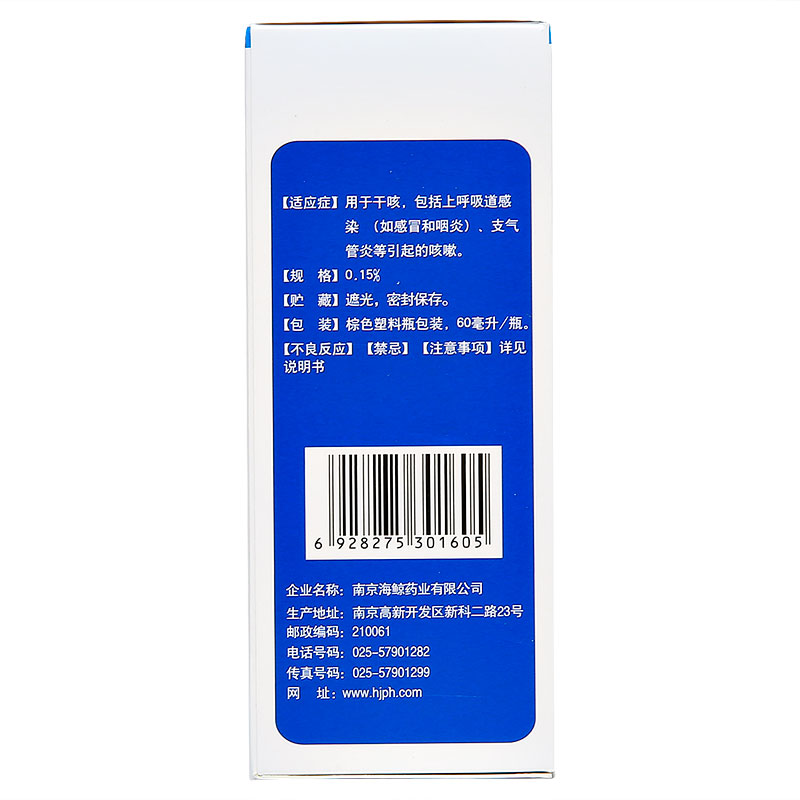 【适应症】用于干咳，包括上呼吸道感
染 （如感冒和咽炎）、支气
管炎等引起的咳嗽。
【规　格】0.15%
【贮　藏】遮光，密封保存。
【包　装】棕色塑料瓶包装，60毫升/瓶。
【不良反应】【禁忌】【注意事项】详见
说明书
6 928275 301605
企业名称：南京海鲸药业有限公司
生产地址：南京高新开发区新科二路23号
邮政编码：210061
电话号码：025-57901282
传真号码：025-57901299
网　址：www.hjph.com